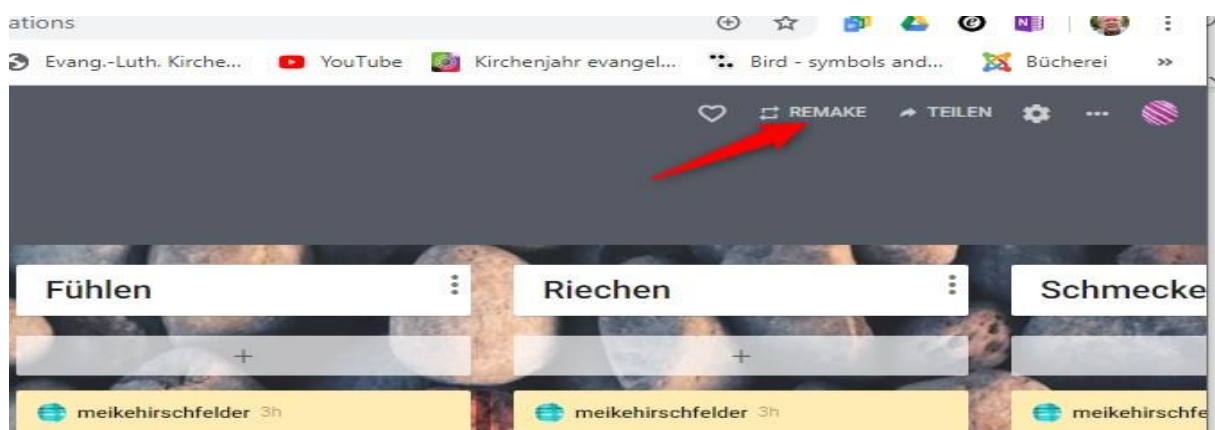 ations
Evang.-Luth. Kirche... YouTube Kirchenjahr evangel... Bird - symbols and... Bücherei »
REMAKE TEILEN ...
Fühlen Riechen Schmecke
+ +
meikehirschfelder 3h meikehirschfelder 3h meikehirschfe